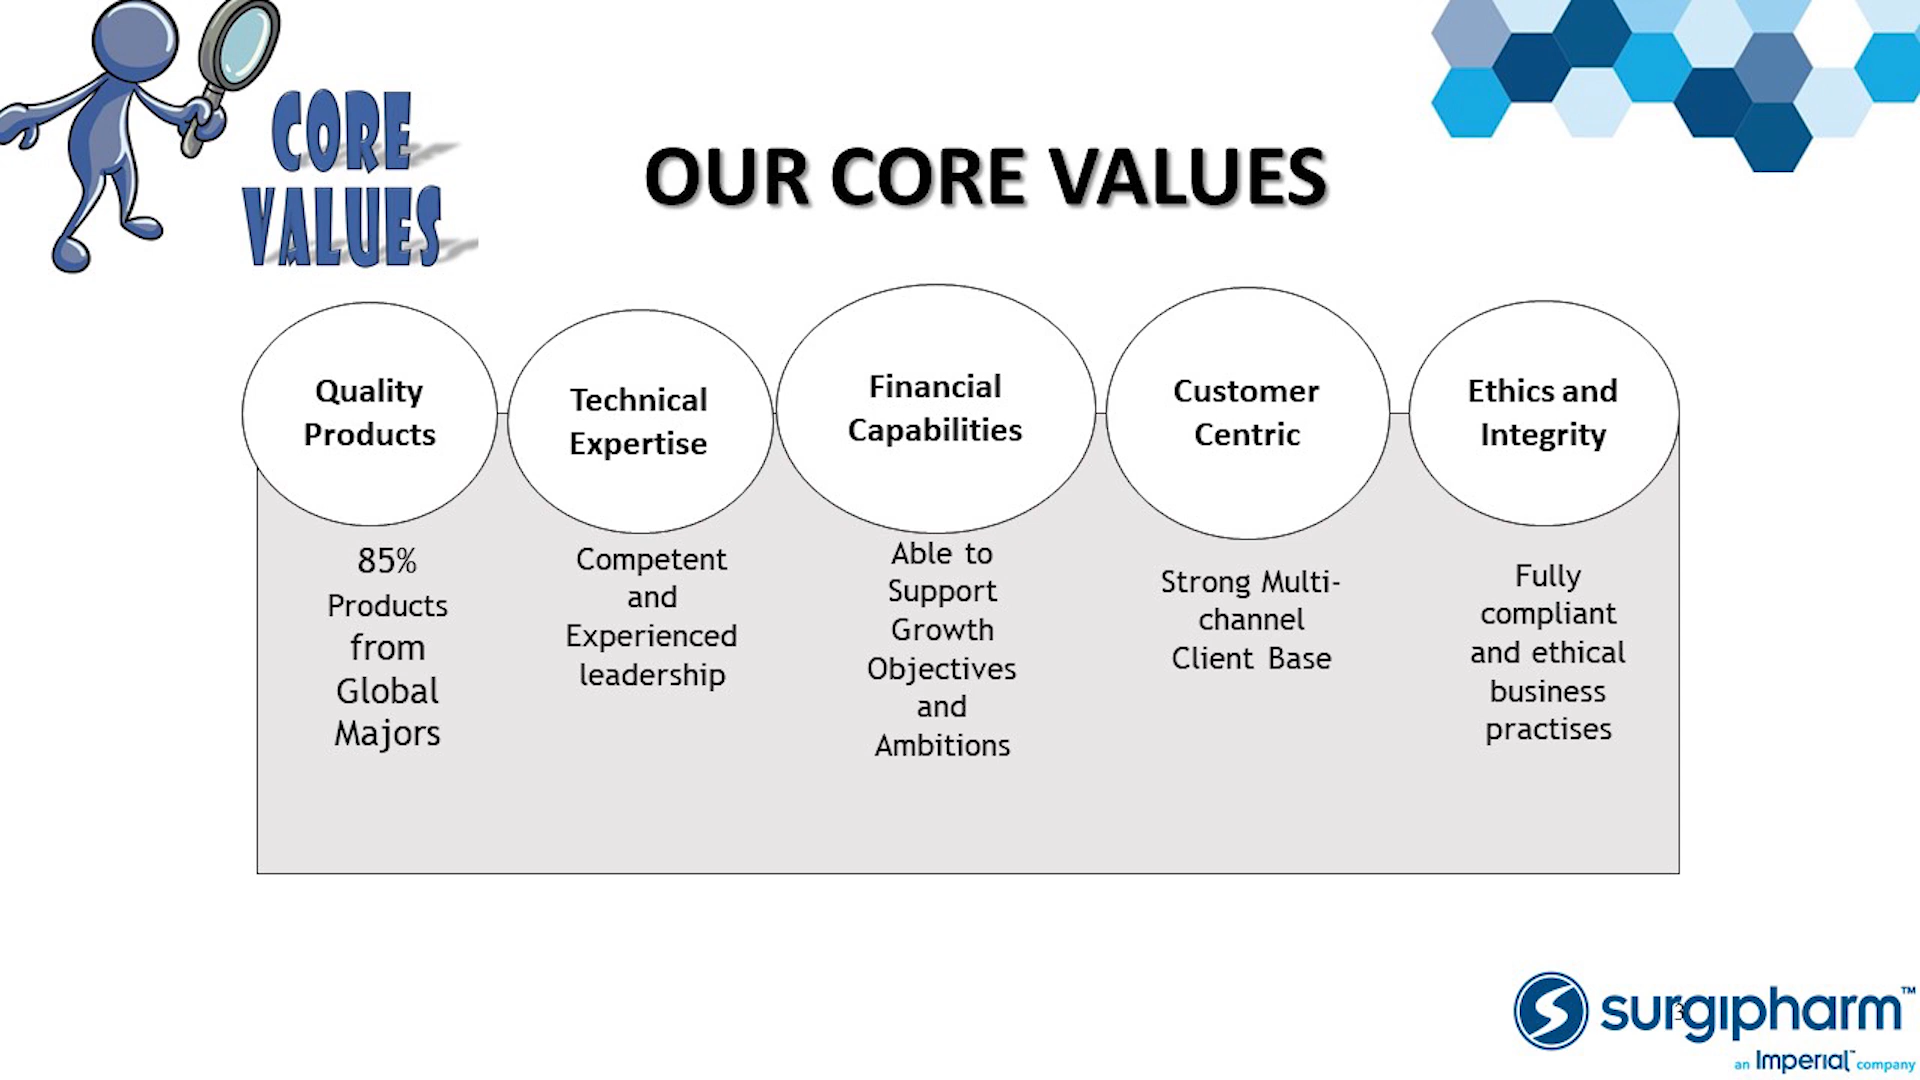 CORE
VALUES
OUR CORE VALUES
Quality
Products
Technical
Expertise
Financial
Capabilities
Customer
Centric
Ethics and
Integrity
85%
Products
from
Global
Majors
Competent
and
Experienced
leadership
Able to
Support
Growth
Objectives
and
Ambitions
Strong Multi-
channel
Client Base
Fully
compliant
and ethical
business
practises
surgipharm™
3
an Imperial™ company